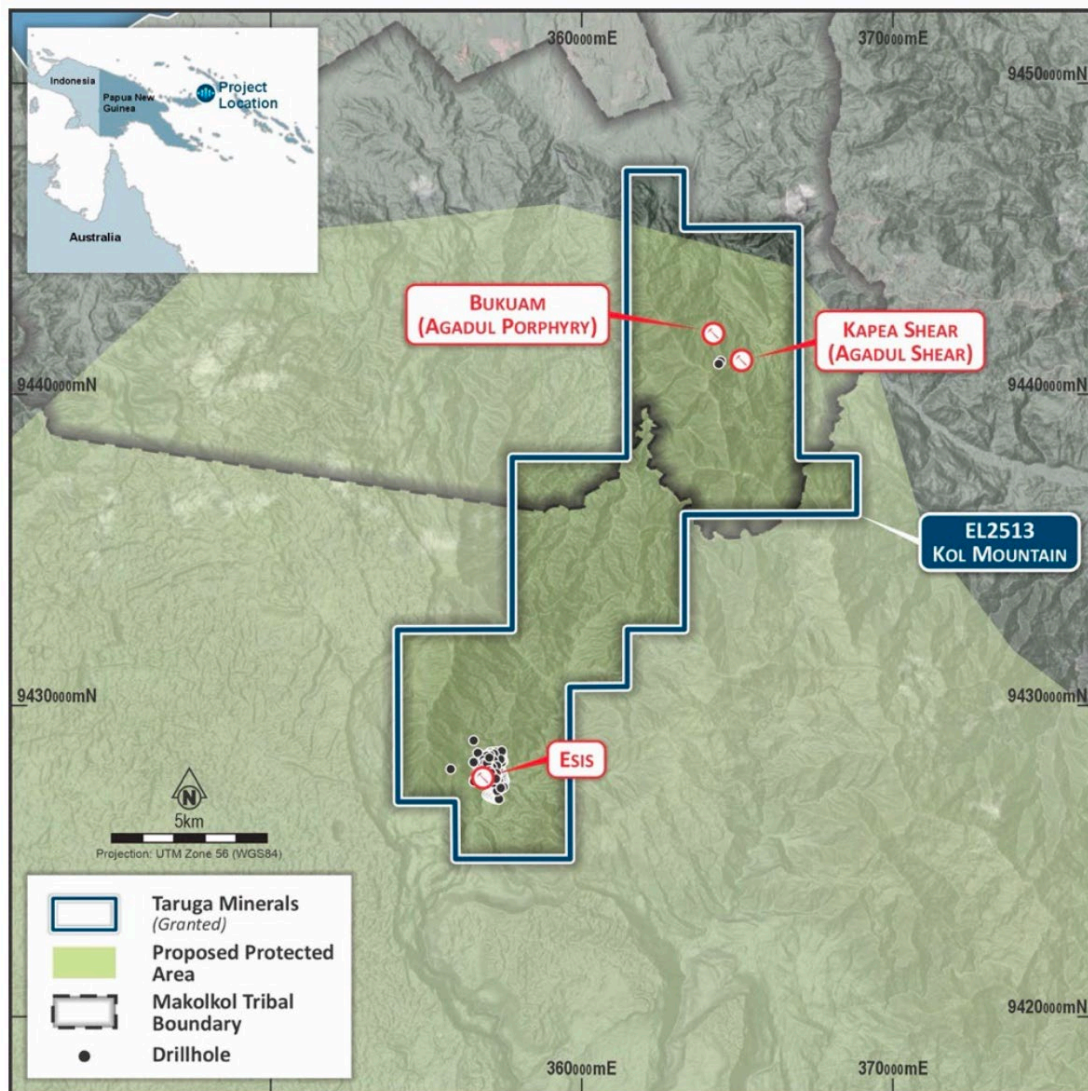 360000mE
370000mE
9450000mN
Indonesia
Papua New
Guinea
Project
Location
Australia
BUKUAM
(AGADUL PORPHYRY)
KAPEA SHEAR
(AGADUL SHEAR)
9440000mN
9440000mN
EL2513
KOL MOUNTAIN
9430000mN
9430000mN
ESIS
N
5km
Projection: UTM Zone 56 (WGS84)
Taruga Minerals
(Granted)
Proposed Protected
Area
Makolkol Tribal
Boundary
Drillhole
9420000mN
360000mE
370000mE